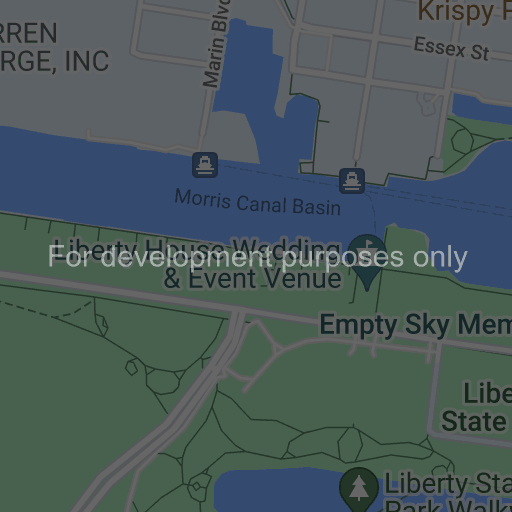 Krispy P
Marin Blvd
Essex St
RREN
RGE, INC
Morris Canal Basin
Liberty House Wedding
& Event Venue
For development purposes only
Empty Sky Mem
Libe
State
Liberty Sta
Park Walkw